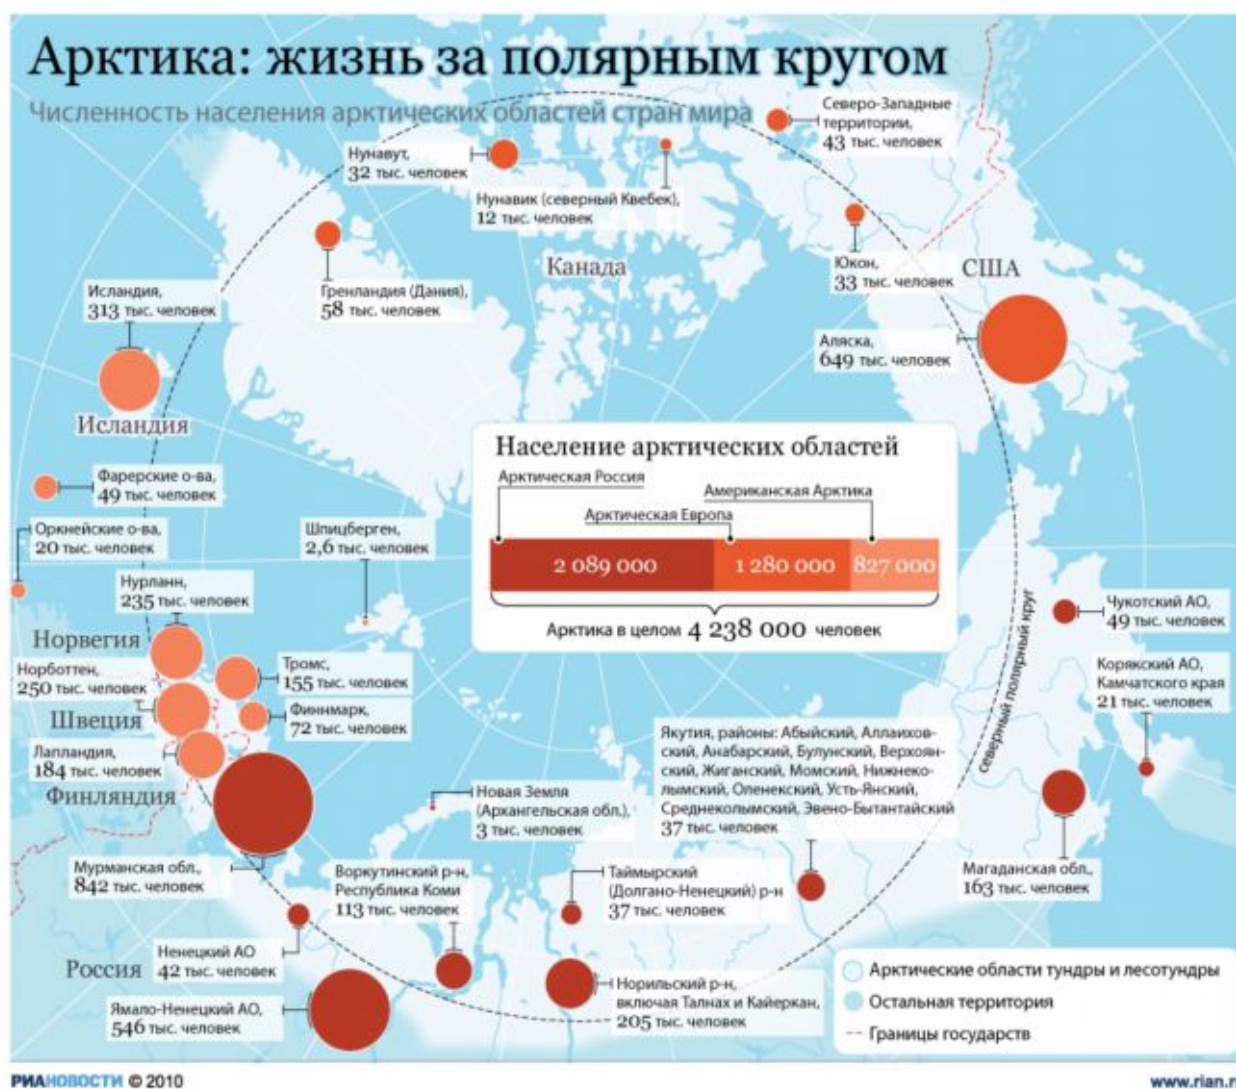 Арктика: жизнь за полярным кругом
Численность населения арктических областей стран мира
Северо-Западные
территории,
43 тыс. человек
Нунавут,
32 тыс. человек
Нунавик (северный Квебек),
12 тыс. человек
Канада
Юкон,
33 тыс. человек
США
Исландия,
313 тыс. человек
Гренландия (Дания),
58 тыс. человек
Аляска,
649 тыс. человек
Исландия
Фарерские о-ва,
49 тыс. человек
Оркнейские о-ва,
20 тыс. человек
Шпицберген,
2,6 тыс. человек
Население арктических областей
Арктическая Россия
Американская Арктика
Арктическая Европа
2 089 000
1 280 000
827 000
Арктика в целом 4 238 000 человек
северный полярный круг
Нурланн,
235 тыс. человек
Норвегия
Норботтен,
250 тыс. человек
Тромс,
155 тыс. человек
Швеция
Финнмарк,
72 тыс. человек
Лапландия,
184 тыс. человек
Финляндия
Чукотский АО,
49 тыс. человек
Корякский АО,
Камчатского края
21 тыс. человек
Якутия, районы: Абыйский, Аллаихов-
ский, Анабарский, Булунский, Верхоян-
ский, Жиганский, Момский, Нижнеко-
лымский, Оленекский, Усть-Янский,
Среднеколымский, Эвено-Бытантайский
37 тыс. человек
Новая Земля
(Архангельская обл.),
3 тыс. человек
Мурманская обл.,
842 тыс. человек
Воркутинский р-н,
Республика Коми
113 тыс. человек
Таймырский
(Долгано-Ненецкий) р-н
37 тыс. человек
Магаданская обл.,
163 тыс. человек
Ненецкий АО
42 тыс. человек
Россия
Ямало-Ненецкий АО,
546 тыс. человек
Норильский р-н,
включая Талнах и Кайеркан,
205 тыс. человек
Арктические области тундры и лесотундры
Остальная территория
Границы государств
РИАНОВОСТИ © 2010
www.rian.r